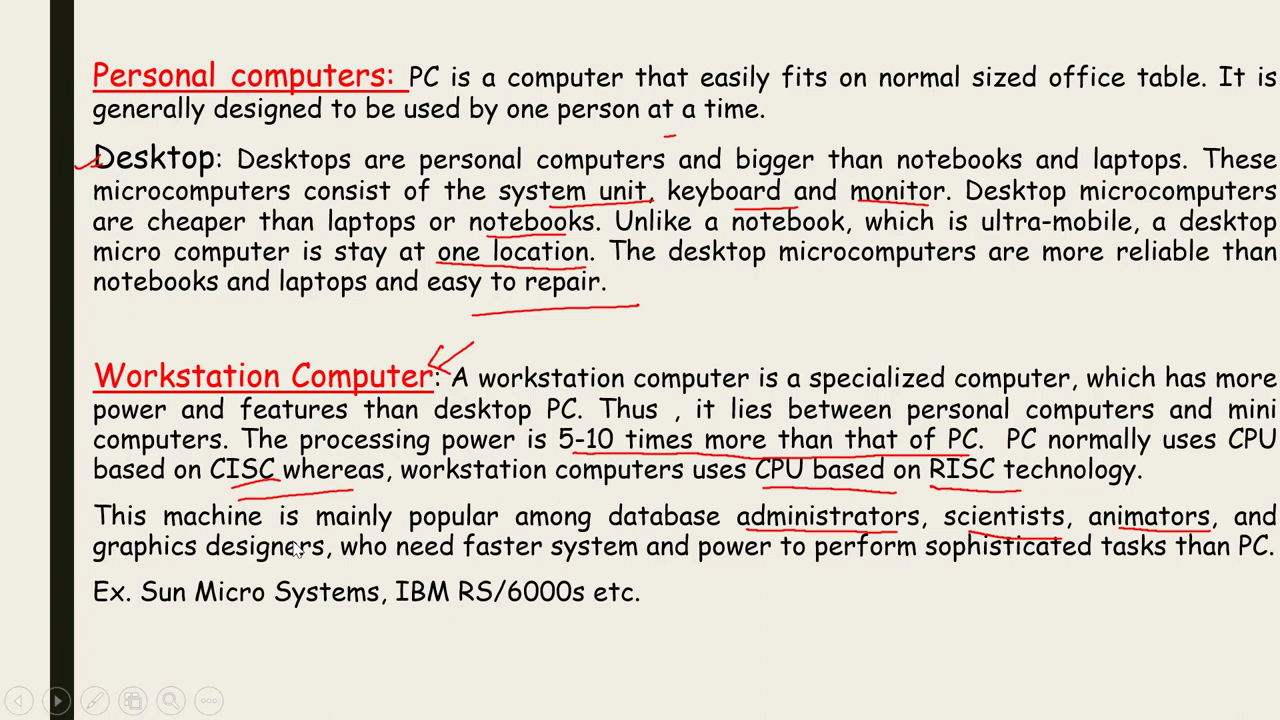 Personal computers: PC is a computer that easily fits on normal sized office table. It is
generally designed to be used by one person at a time.
Desktop: Desktops are personal computers and bigger than notebooks and laptops. These
microcomputers consist of the system unit, keyboard and monitor. Desktop microcomputers
are cheaper than laptops or notebooks. Unlike a notebook, which is ultra-mobile, a desktop
micro computer is stay at one location. The desktop microcomputers are more reliable than
notebooks and laptops and easy to repair.
Workstation Computer: A workstation computer is a specialized computer, which has more
power and features than desktop PC. Thus , it lies between personal computers and mini
computers. The processing power is 5-10 times more than that of PC. PC normally uses CPU
based on CISC whereas, workstation computers uses CPU based on RISC technology.
This machine is mainly popular among database administrators, scientists, animators, and
graphics designers, who need faster system and power to perform sophisticated tasks than PC.
Ex. Sun Micro Systems, IBM RS/6000s etc.